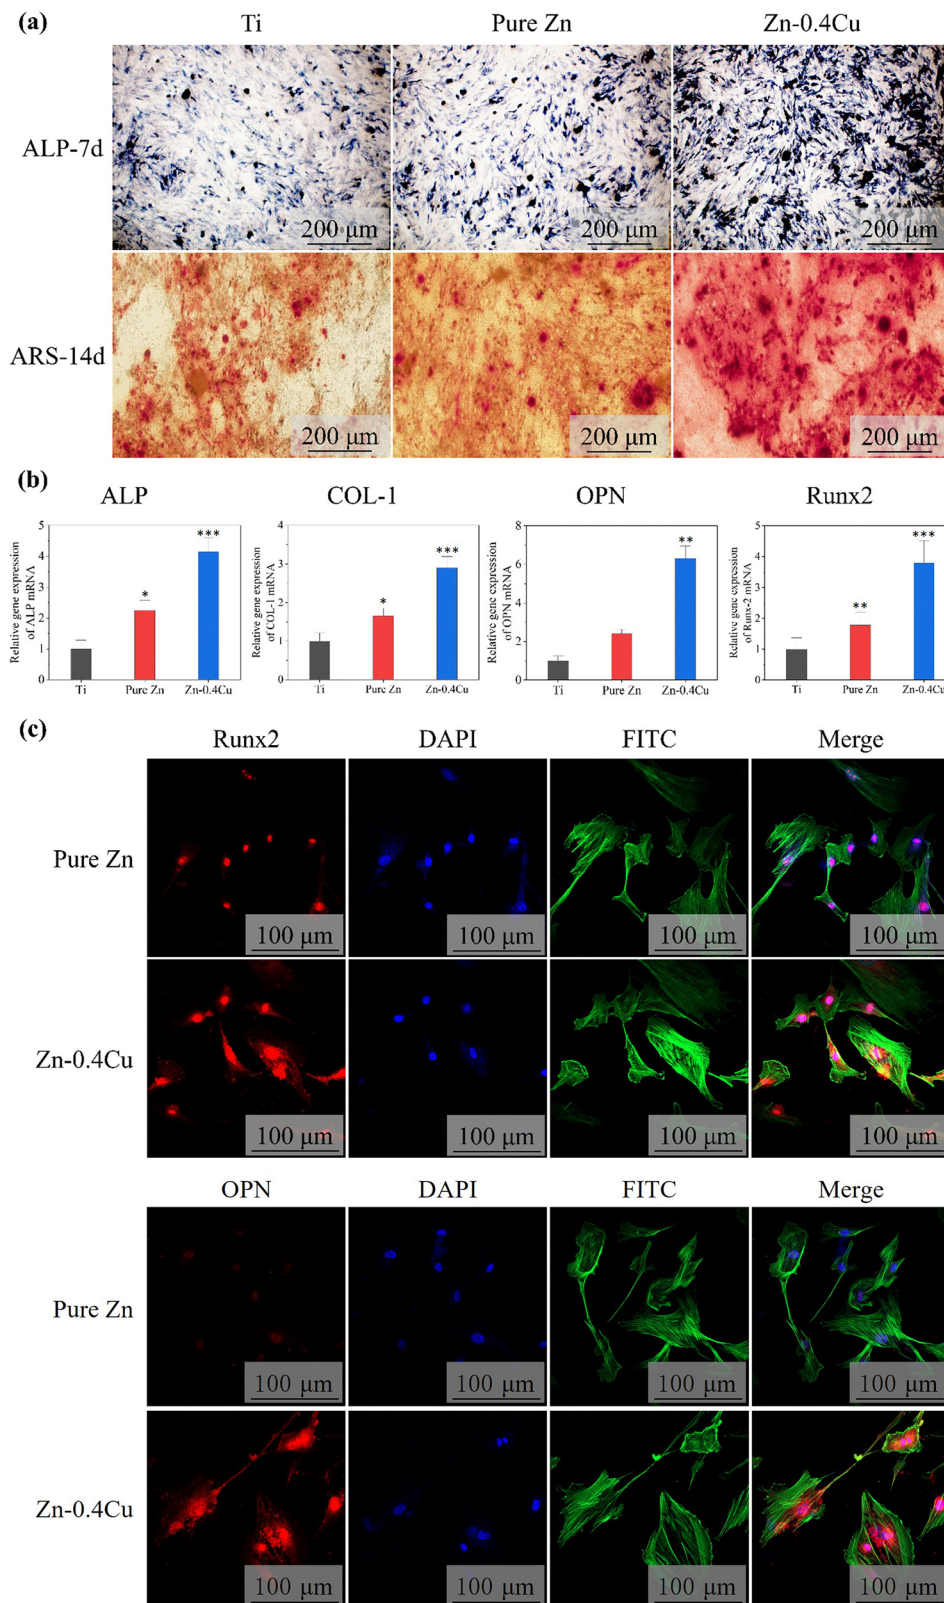 (a)
Ti Pure Zn Zn-0.4Cu
ALP-7d
200 μm 200 μm 200 μm
ARS-14d
200 μm 200 μm 200 μm
(b)
ALP COL-1 OPN Runx2
Relative gene expression
of ALP mRNA
5
4
3
2
1
0
*
***
Ti Pure Zn Zn-0.4Cu
Relative gene expression
of COL-1 mRNA
4
3
2
1
0
*
***
Ti Pure Zn Zn-0.4Cu
Relative gene expression
of OPN mRNA
8
6
4
2
0
**
Ti Pure Zn Zn-0.4Cu
Relative gene expression
of Runx-2 mRNA
5
4
3
2
1
0
**
***
Ti Pure Zn Zn-0.4Cu
(c)
Runx2 DAPI FITC Merge
Pure Zn
100 μm 100 μm 100 μm 100 μm
Zn-0.4Cu
100 μm 100 μm 100 μm 100 μm
OPN DAPI FITC Merge
Pure Zn
100 μm 100 μm 100 μm 100 μm
Zn-0.4Cu
100 μm 100 μm 100 μm 100 μm